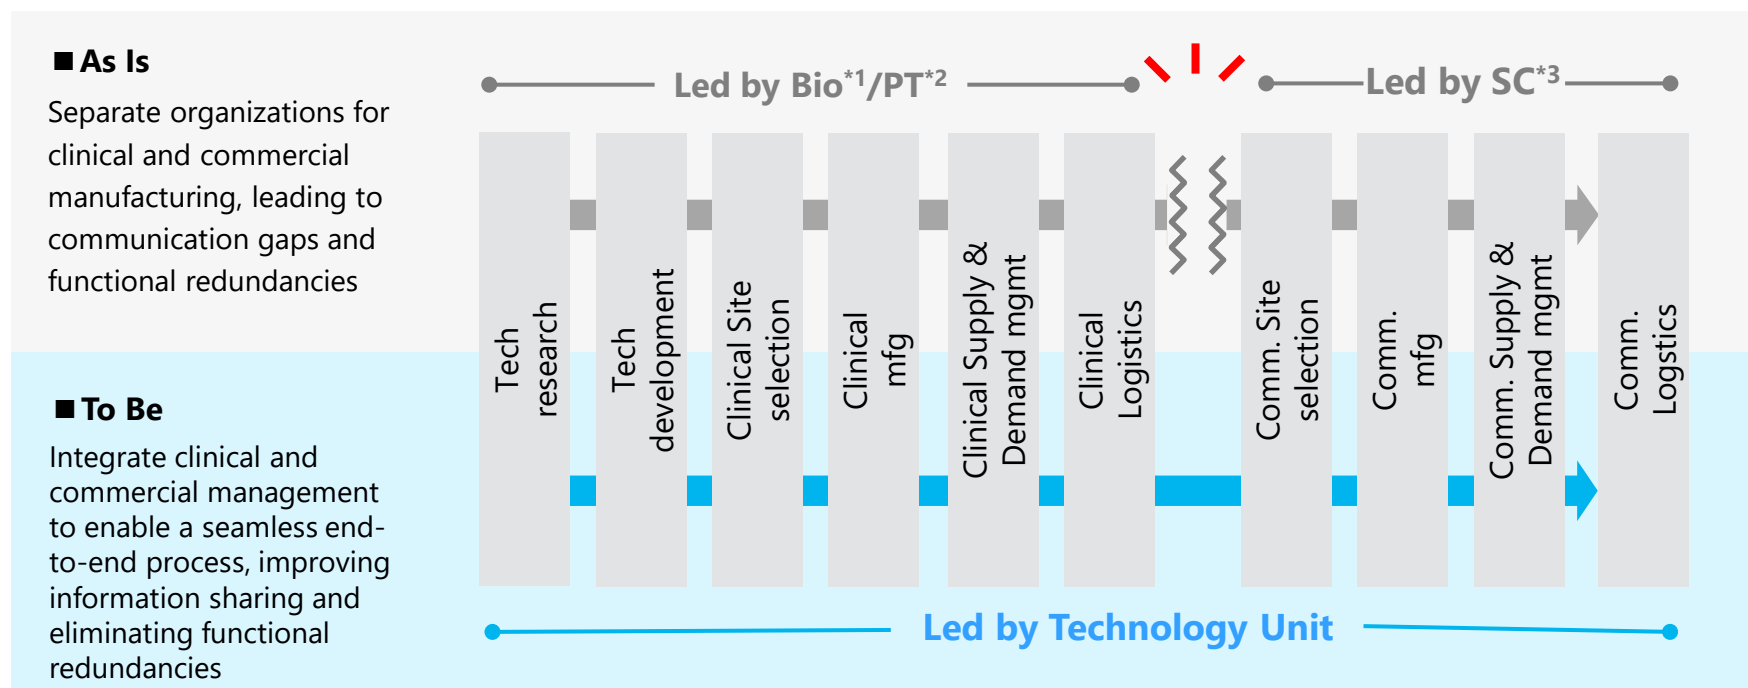 ■ As Is
Separate organizations for
clinical and commercial
manufacturing, leading to
communication gaps and
functional redundancies
Led by Bio*1/PT*2
Led by SC*3
Tech
research
Tech
development
Clinical Site
selection
Clinical
mfg
Clinical Supply &
Demand mgmt
Clinical
Logistics
Comm. Site
selection
Comm.
mfg
Comm. Supply &
Demand mgmt
Comm.
Logstics
■ To Be
Integrate clinical and
commercial management
to enable a seamless end-
to-end process, improving
information sharing and
eliminating functional
redundancies
Led by Technology Unit